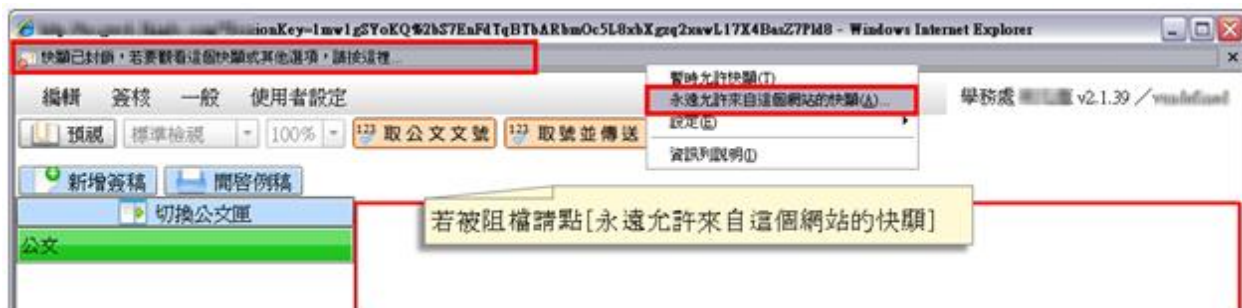 ionKey=1mw1gSYoKQ%2bS7EnFdTqBTbARbmOc5L8xbXgzq2xawL17X4BasZ7Pld8 - Windows Internet Explorer
快顯已封鎖，若要觀看這個快顯或其他選項，請按這裡...
暫時允許快顯(T)
永遠允許來自這個網站的快顯(A)...
設定(E)
資訊列說明(I)
編輯 簽核 一般 使用者設定
學務處 v2.1.39 /
預視 標準檢視 100% 123 取公文文號 123 取號並傳送
新增簽稿 開啓例稿
切換公文匣
若被阻檔請點[永遠允許來自這個網站的快顯]
公文